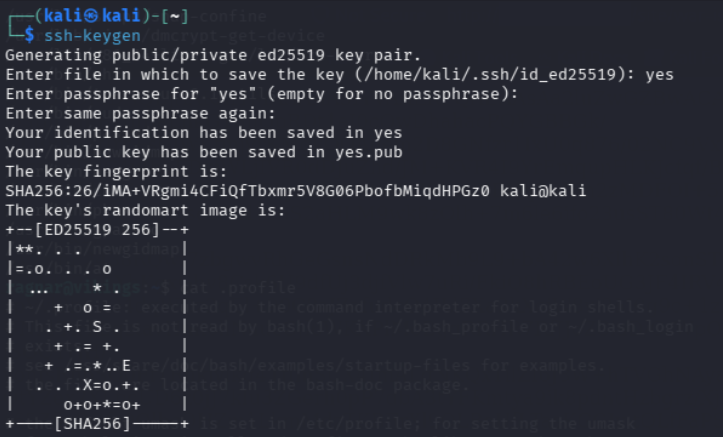 ┌──(kali㉿kali)-[~]
└─$ ssh-keygen
Generating public/private ed25519 key pair.
Enter file in which to save the key (/home/kali/.ssh/id_ed25519): yes
Enter passphrase for "yes" (empty for no passphrase):
Enter same passphrase again:
Your identification has been saved in yes
Your public key has been saved in yes.pub
The key fingerprint is:
SHA256:26/iMA+VRgmi4CFiQfTbxmr5V8G06PbofbMiqdHPGz0 kali@kali
The key's randomart image is:
+--[ED25519 256]--+
|**. . .          |
|=.o. . . o       |
| ...     * .     |
|    +  o =       |
|   . +. S .      |
|    + .= +.      |
|   + .=.*..E     |
|  . . .X=o.+.    |
|     o+o+*=o+    |
+----[SHA256]-----+